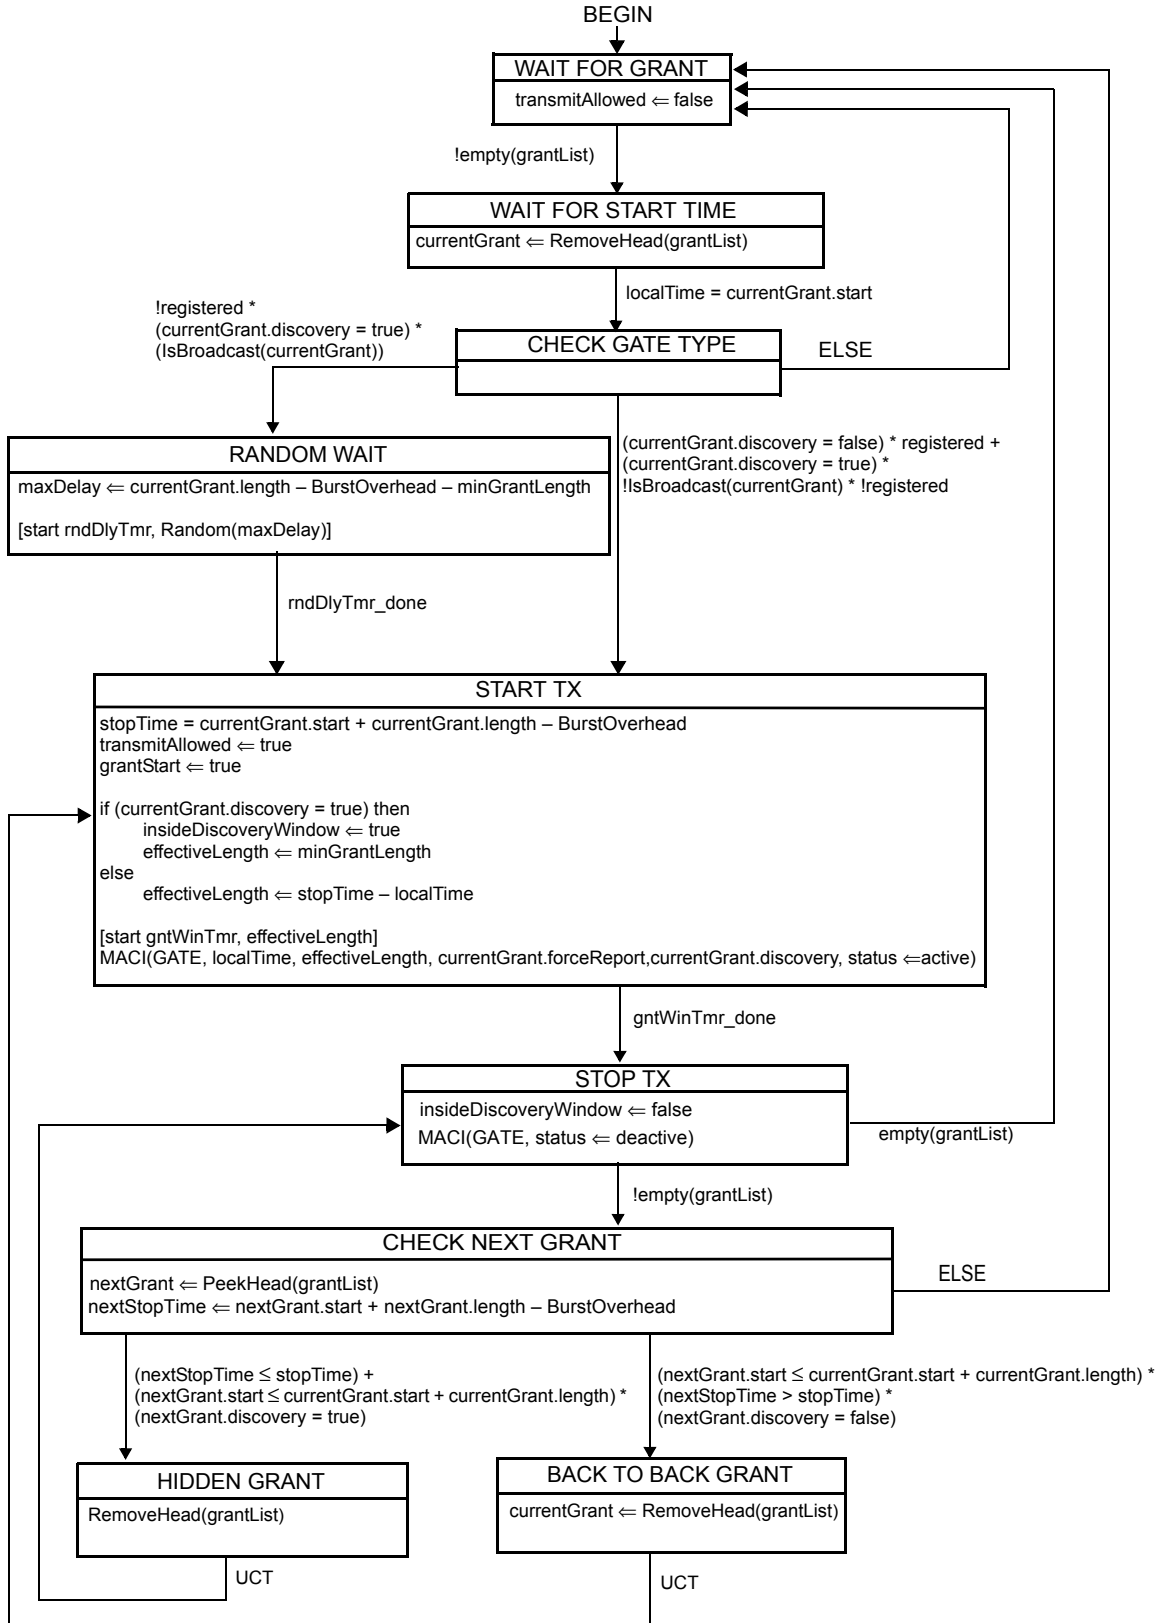 BEGIN
WAIT FOR GRANT
transmitAllowed ⇐ false
!empty(grantList)
WAIT FOR START TIME
currentGrant ⇐ RemoveHead(grantList)
localTime = currentGrant.start
!registered *
(currentGrant.discovery = true) *
(IsBroadcast(currentGrant))
CHECK GATE TYPE
ELSE
RANDOM WAIT
maxDelay ⇐ currentGrant.length – BurstOverhead – minGrantLength
[start rndDlyTmr, Random(maxDelay)]
(currentGrant.discovery = false) * registered +
(currentGrant.discovery = true) *
!IsBroadcast(currentGrant) * !registered
rndDlyTmr_done
START TX
stopTime = currentGrant.start + currentGrant.length – BurstOverhead
transmitAllowed ⇐ true
grantStart ⇐ true
if (currentGrant.discovery = true) then
insideDiscoveryWindow ⇐ true
effectiveLength ⇐ minGrantLength
else
effectiveLength ⇐ stopTime – localTime
[start gntWinTmr, effectiveLength]
MACI(GATE, localTime, effectiveLength, currentGrant.forceReport,currentGrant.discovery, status ⇐active)
gntWinTmr_done
STOP TX
insideDiscoveryWindow ⇐ false
MACI(GATE, status ⇐ deactive)
empty(grantList)
!empty(grantList)
CHECK NEXT GRANT
nextGrant ⇐ PeekHead(grantList)
nextStopTime ⇐ nextGrant.start + nextGrant.length – BurstOverhead
ELSE
(nextStopTime ≤ stopTime) +
(nextGrant.start ≤ currentGrant.start + currentGrant.length) *
(nextGrant.discovery = true)
(nextGrant.start ≤ currentGrant.start + currentGrant.length) *
(nextStopTime > stopTime) *
(nextGrant.discovery = false)
HIDDEN GRANT
RemoveHead(grantList)
UCT
BACK TO BACK GRANT
currentGrant ⇐ RemoveHead(grantList)
UCT